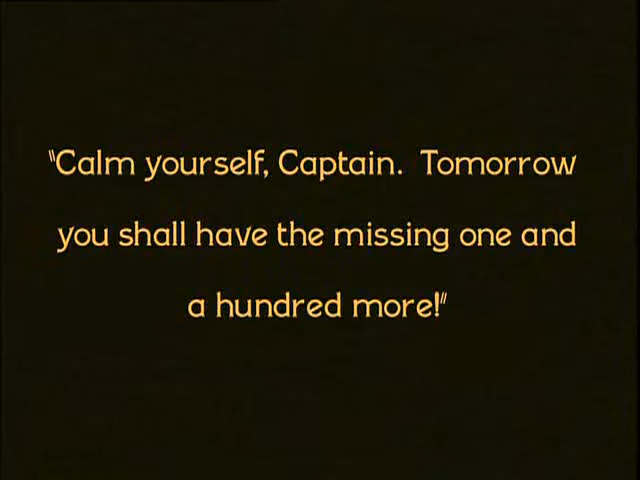 "Calm yourself, Captain.  Tomorrow
you shall have the missing one and
a hundred more!"